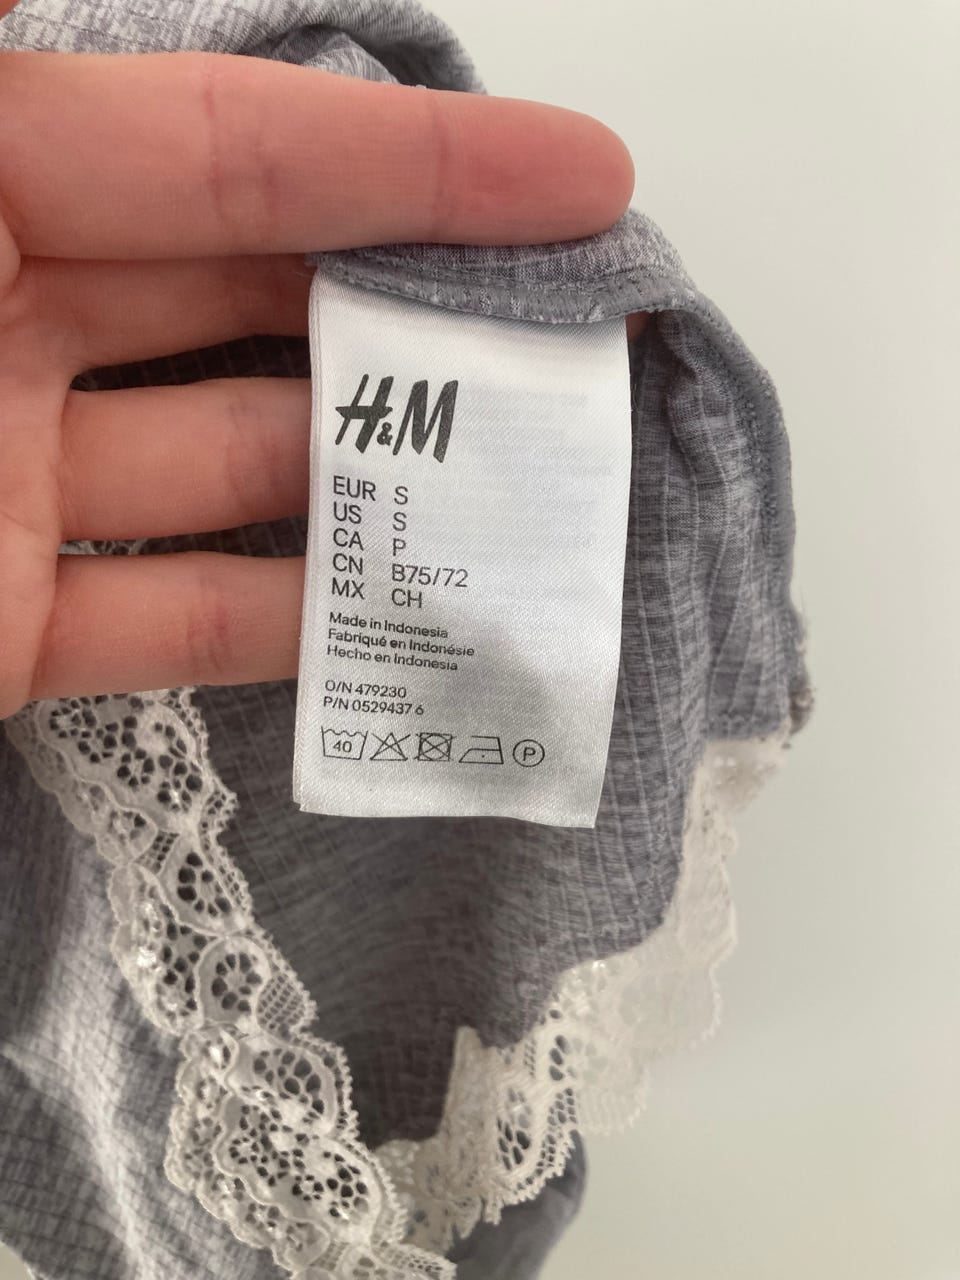 H&M
EUR S
US S
CA P
CN B75/72
MX CH
Made in Indonesia
Fabriqué en Indonésie
Hecho en Indonesia
O/N 479230
P/N 0529437 6
40 P